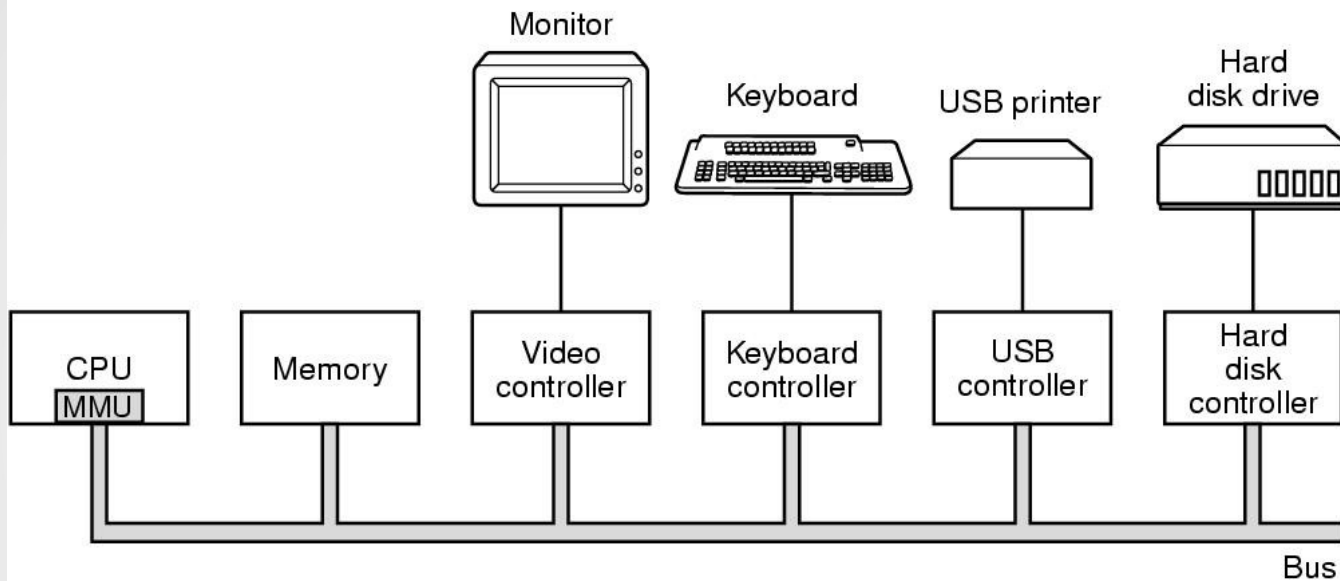 Monitor
Keyboard
USB printer
Hard
disk drive
CPU
MMU
Memory
Video
controller
Keyboard
controller
USB
controller
Hard
disk
controller
Bus